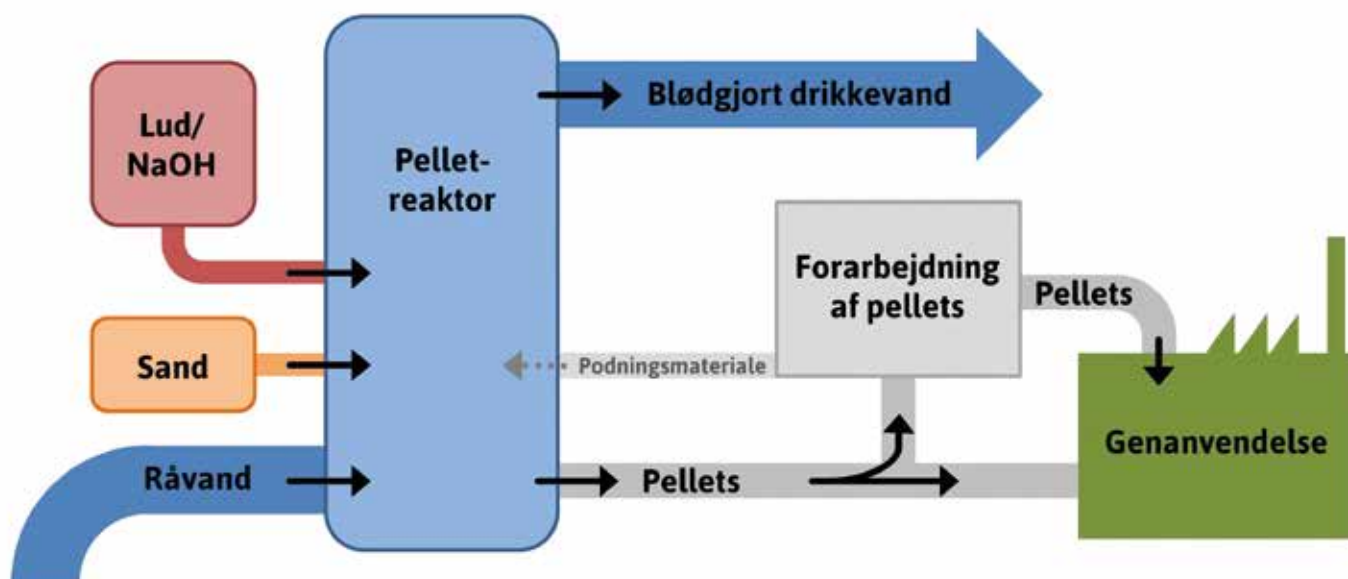 Lud/
NaOH
Pellet-
reaktor
Blødgjort drikkevand
Sand
Råvand
Forarbejdning
af pellets
Pellets
Podningsmateriale
Pellets
Genanvendelse